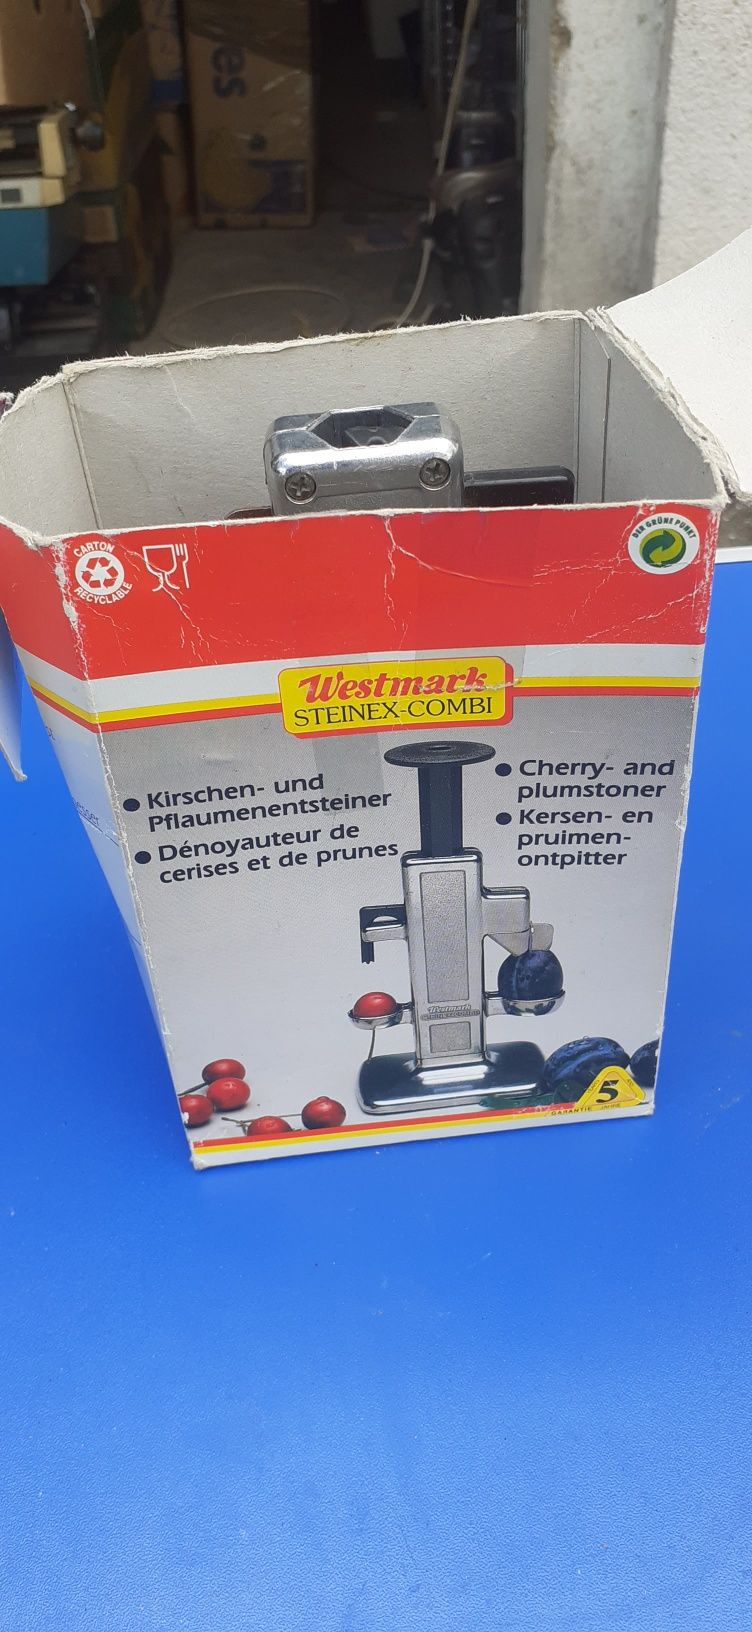 es
CARTON
RECYCLABLE
DER GRÜNE PUNKT
Westmark
STEINEX-COMBI
● Kirschen- und
Pflaumenentsteiner
● Dénoyauteur de
cerises et de prunes
● Cherry- and
plumstoner
● Kersen- en
pruimen-
ontpitter
Westmark
5
GARANTIE